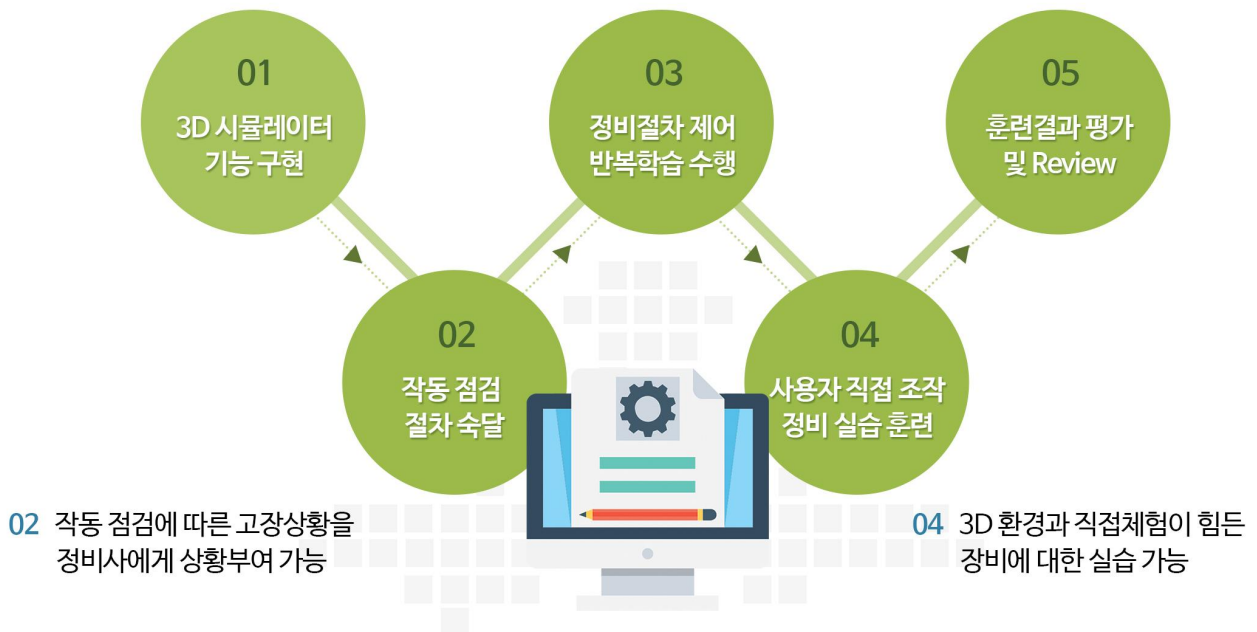 01
3D 시뮬레이터
기능 구현
02
작동 점검
절차 숙달
03
정비절차 제어
반복학습 수행
04
사용자 직접 조작
정비 실습 훈련
05
훈련결과 평가
및 Review
02 작동 점검에 따른 고장상황을
정비사에게 상황부여 가능
04 3D 환경과 직접체험이 힘든
장비에 대한 실습 가능